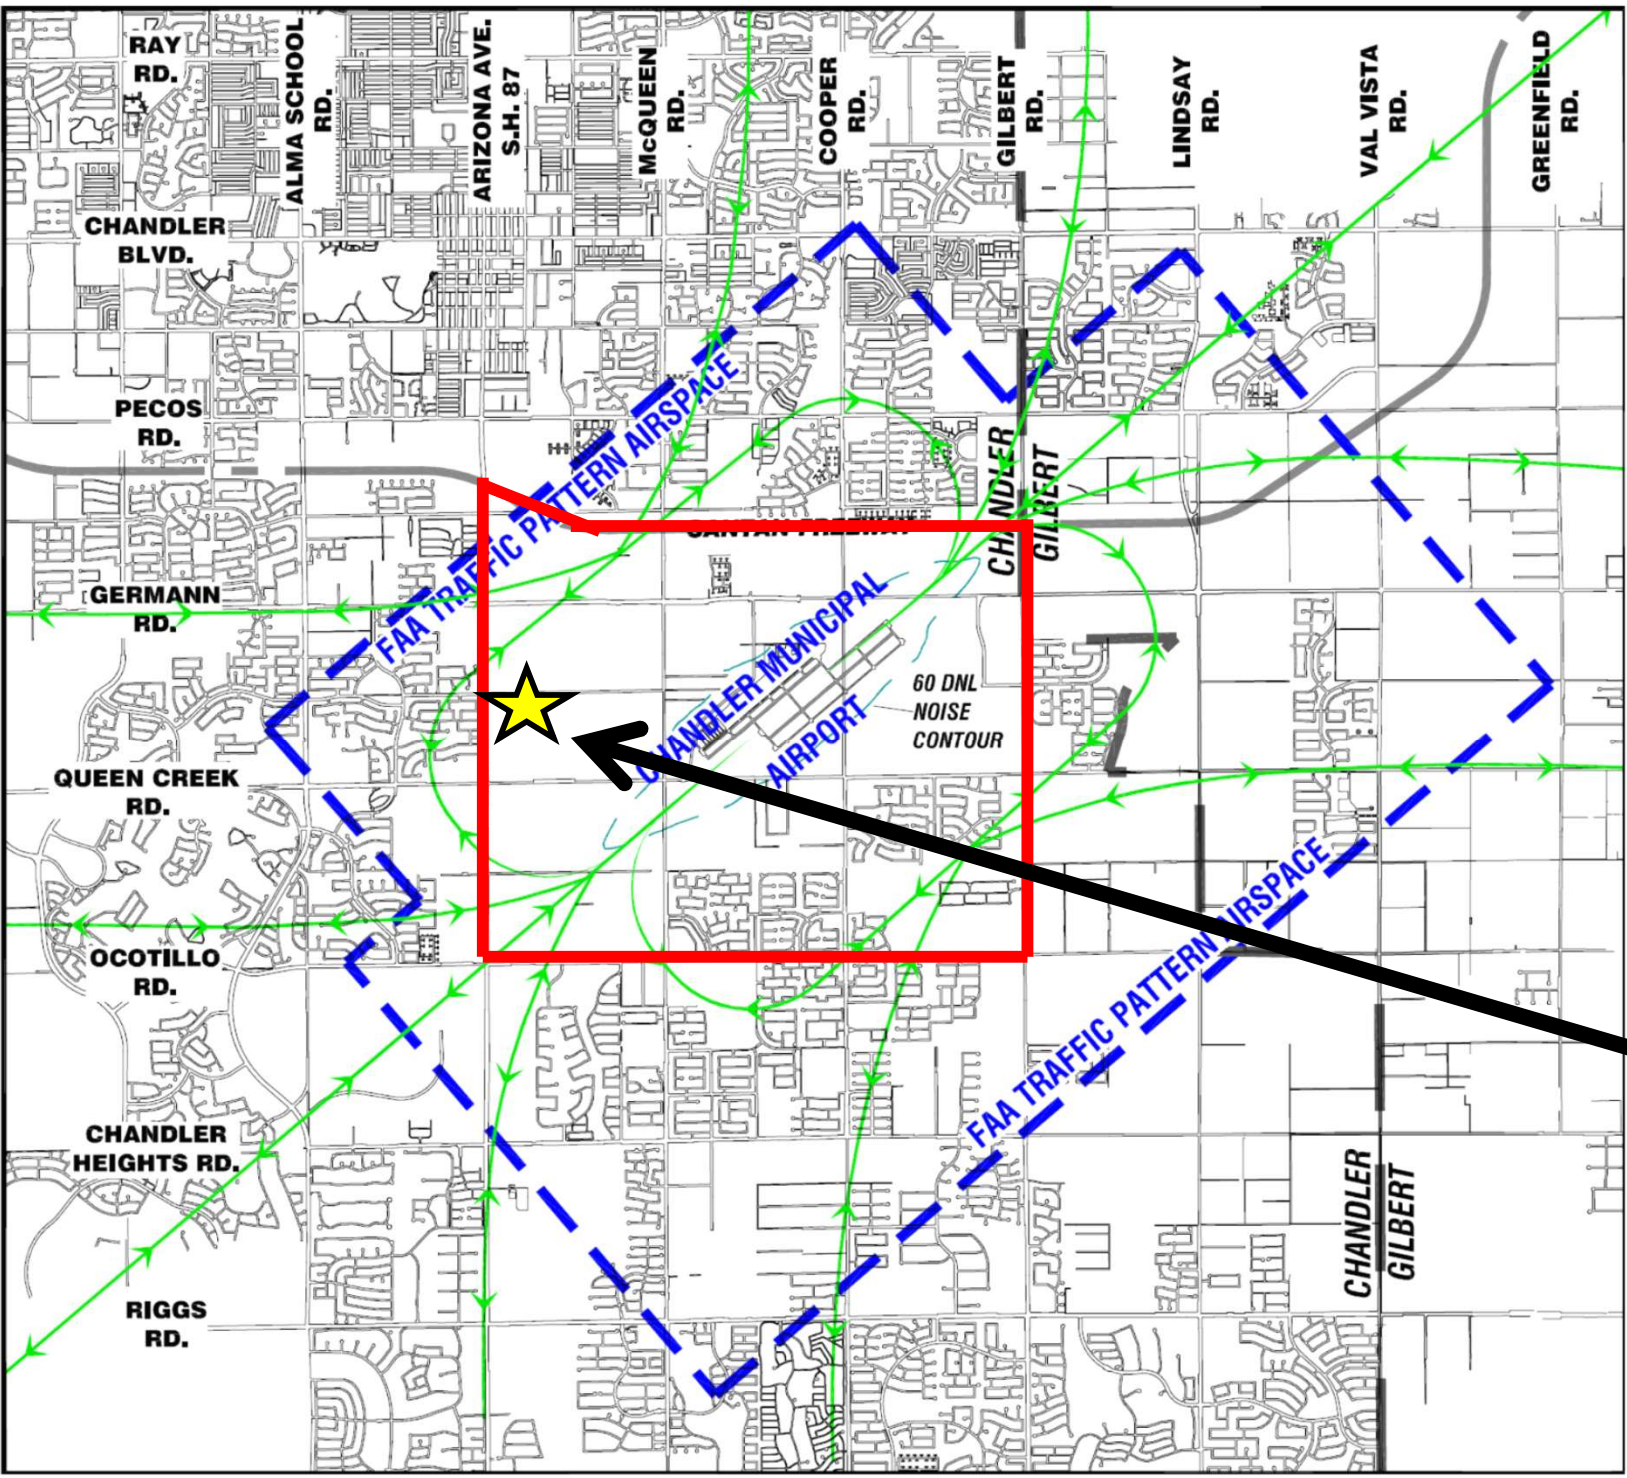 RAY
RD.
ALMA SCHOOL
RD.
ARIZONA AVE.
S.H. 87
McQUEEN
RD.
COOPER
RD.
GILBERT
RD.
LINDSAY
RD.
VAL VISTA
RD.
GREENFIELD
RD.
CHANDLER
BLVD.
PECOS
RD.
FAA TRAFFIC PATTERN AIRSPACE
CHANDLER
GILBERT
SANTAN FREEWAY
GERMANN
RD.
CHANDLER MUNICIPAL
AIRPORT
60 DNL
NOISE
CONTOUR
QUEEN CREEK
RD.
OCOTILLO
RD.
FAA TRAFFIC PATTERN AIRSPACE
CHANDLER
HEIGHTS RD.
CHANDLER
GILBERT
RIGGS
RD.